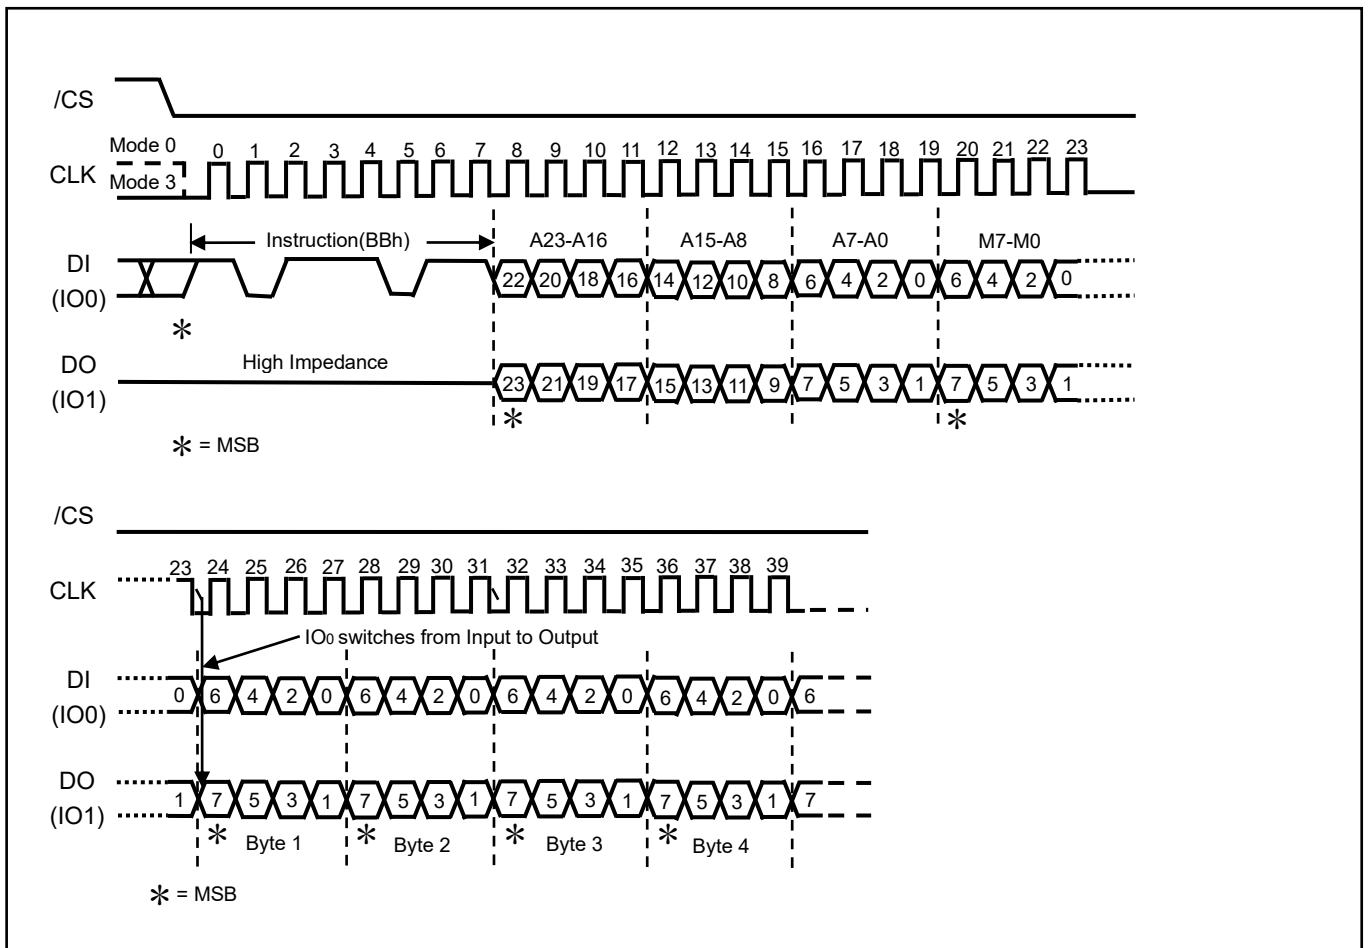 /CS
Mode 0
0 1 2 3 4 5 6 7 8 9 10 11 12 13 14 15 16 17 18 19 20 21 22 23
CLK
Mode 3
Instruction(BBh) A23-A16 A15-A8 A7-A0 M7-M0
DI
(IO0)
22 20 18 16 14 12 10 8 6 4 2 0 6 4 2 0
*
High Impedance
DO
(IO1)
23 21 19 17 15 13 11 9 7 5 3 1 7 5 3 1
* *
* = MSB
/CS
23 24 25 26 27 28 29 30 31 32 33 34 35 36 37 38 39
CLK
IO0 switches from Input to Output
DI
(IO0)
0 6 4 2 0 6 4 2 0 6 4 2 0 6 4 2 0 6
DO
(IO1)
1 7 5 3 1 7 5 3 1 7 5 3 1 7 5 3 1 7
* Byte 1 * Byte 2 * Byte 3 * Byte 4
* = MSB